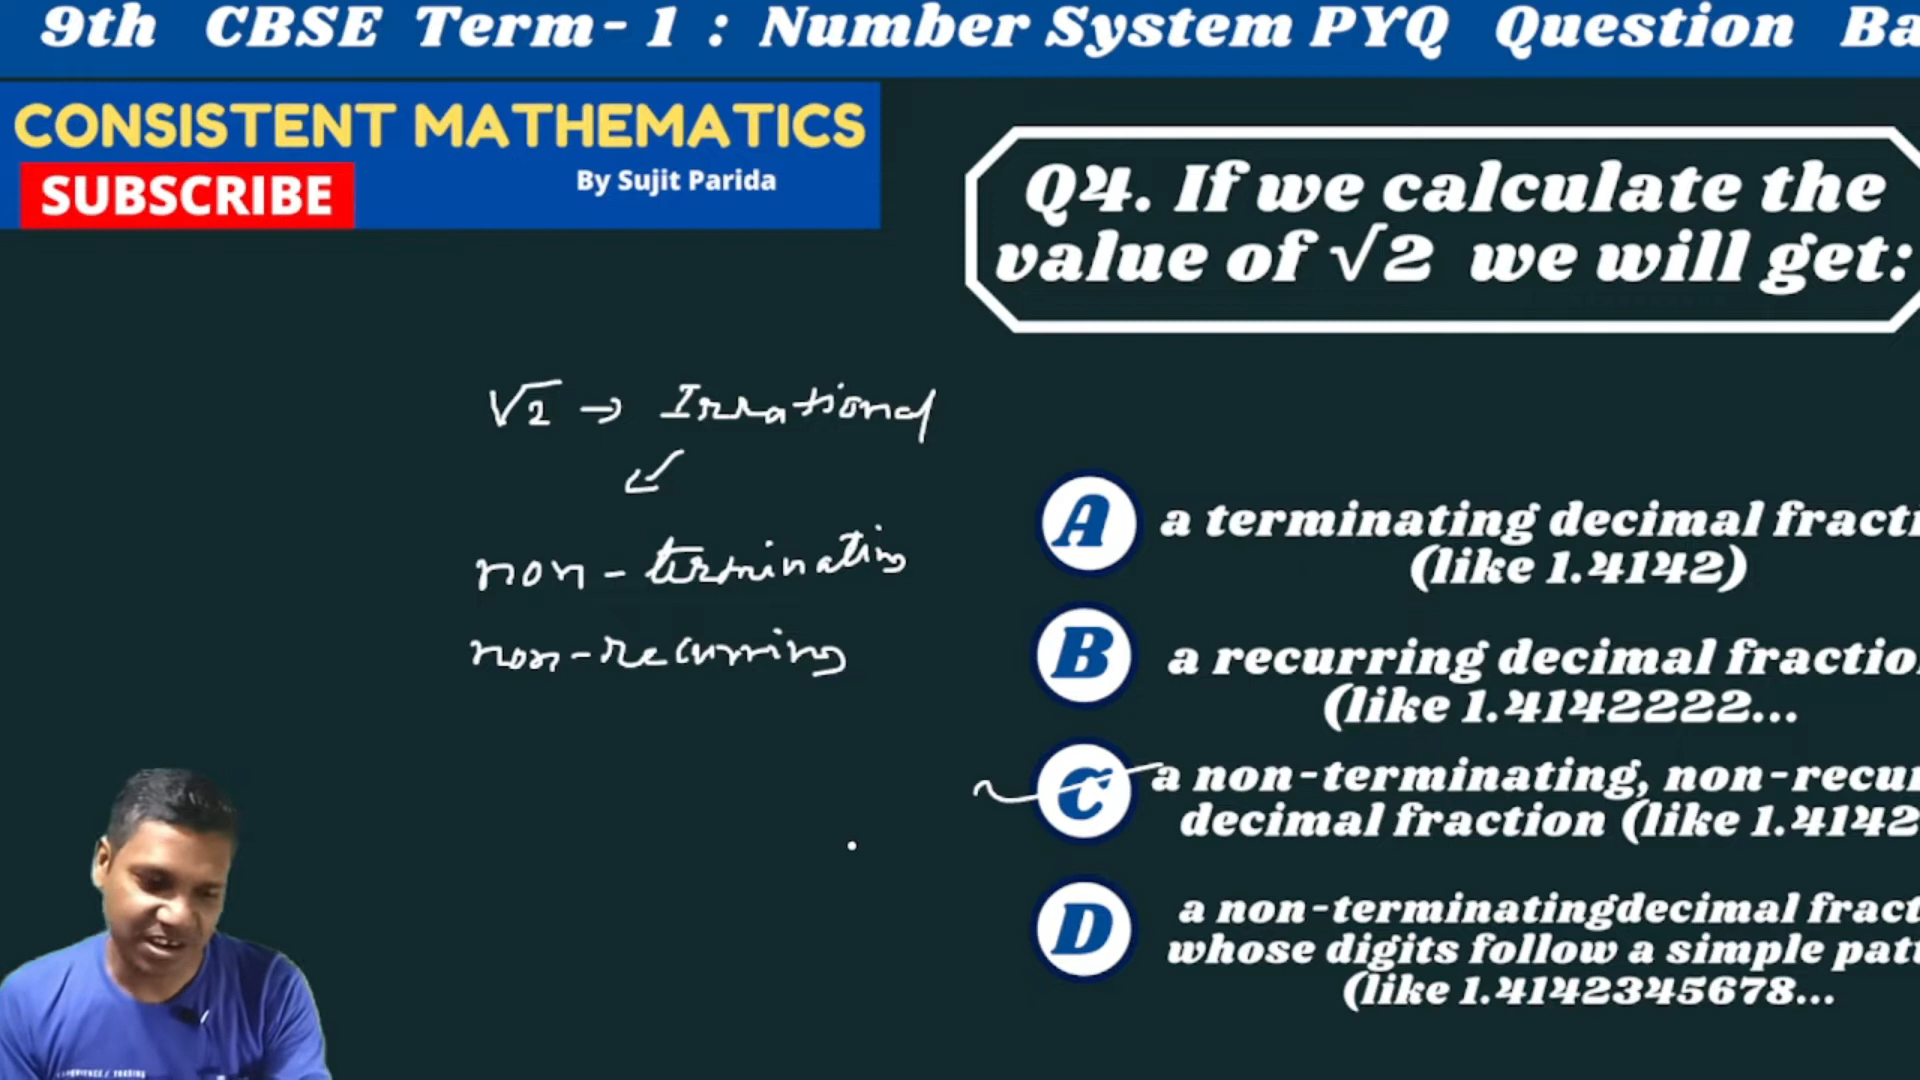 9th CBSE Term- 1 : Number System PYQ Question Ba
CONSISTENT MATHEMATICS
SUBSCRIBE
By Sujit Parida
Q4. If we calculate the
value of √2 we will get:
√2 → Irrational
non-terminating
non-recurring
A a terminating decimal fracti
(like 1.4142)
B a recurring decimal fractio
(like 1.4142222...
C a non-terminating, non-recu
decimal fraction (like 1.4142
D a non-terminatingdecimal fract
whose digits follow a simple patt
(like 1.4142345678...